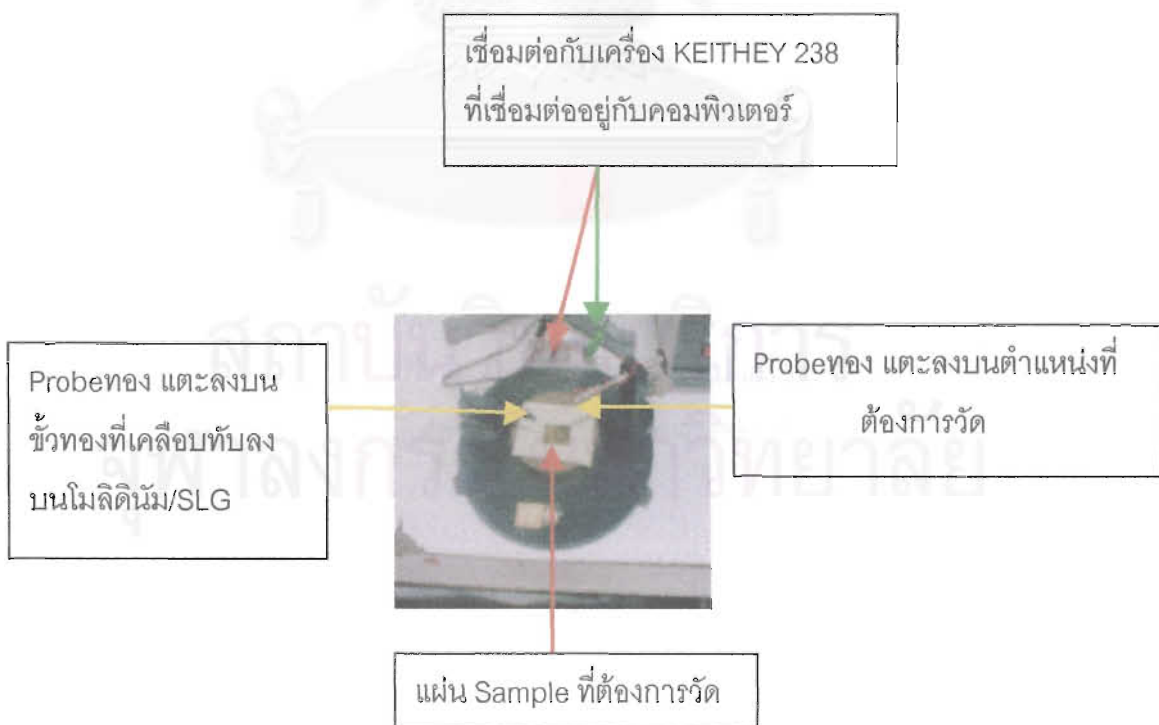 เชื่อมต่อกับเครื่อง KEITHEY 238
ที่เชื่อมต่ออยู่กับคอมพิวเตอร์
Probeทอง แตะลงบน
ขั้วทองที่เคลือบทับลง
บนโมลิดินัม/SLG
Probeทอง แตะลงบนตำแหน่งที่
ต้องการวัด
แผ่น Sample ที่ต้องการวัด